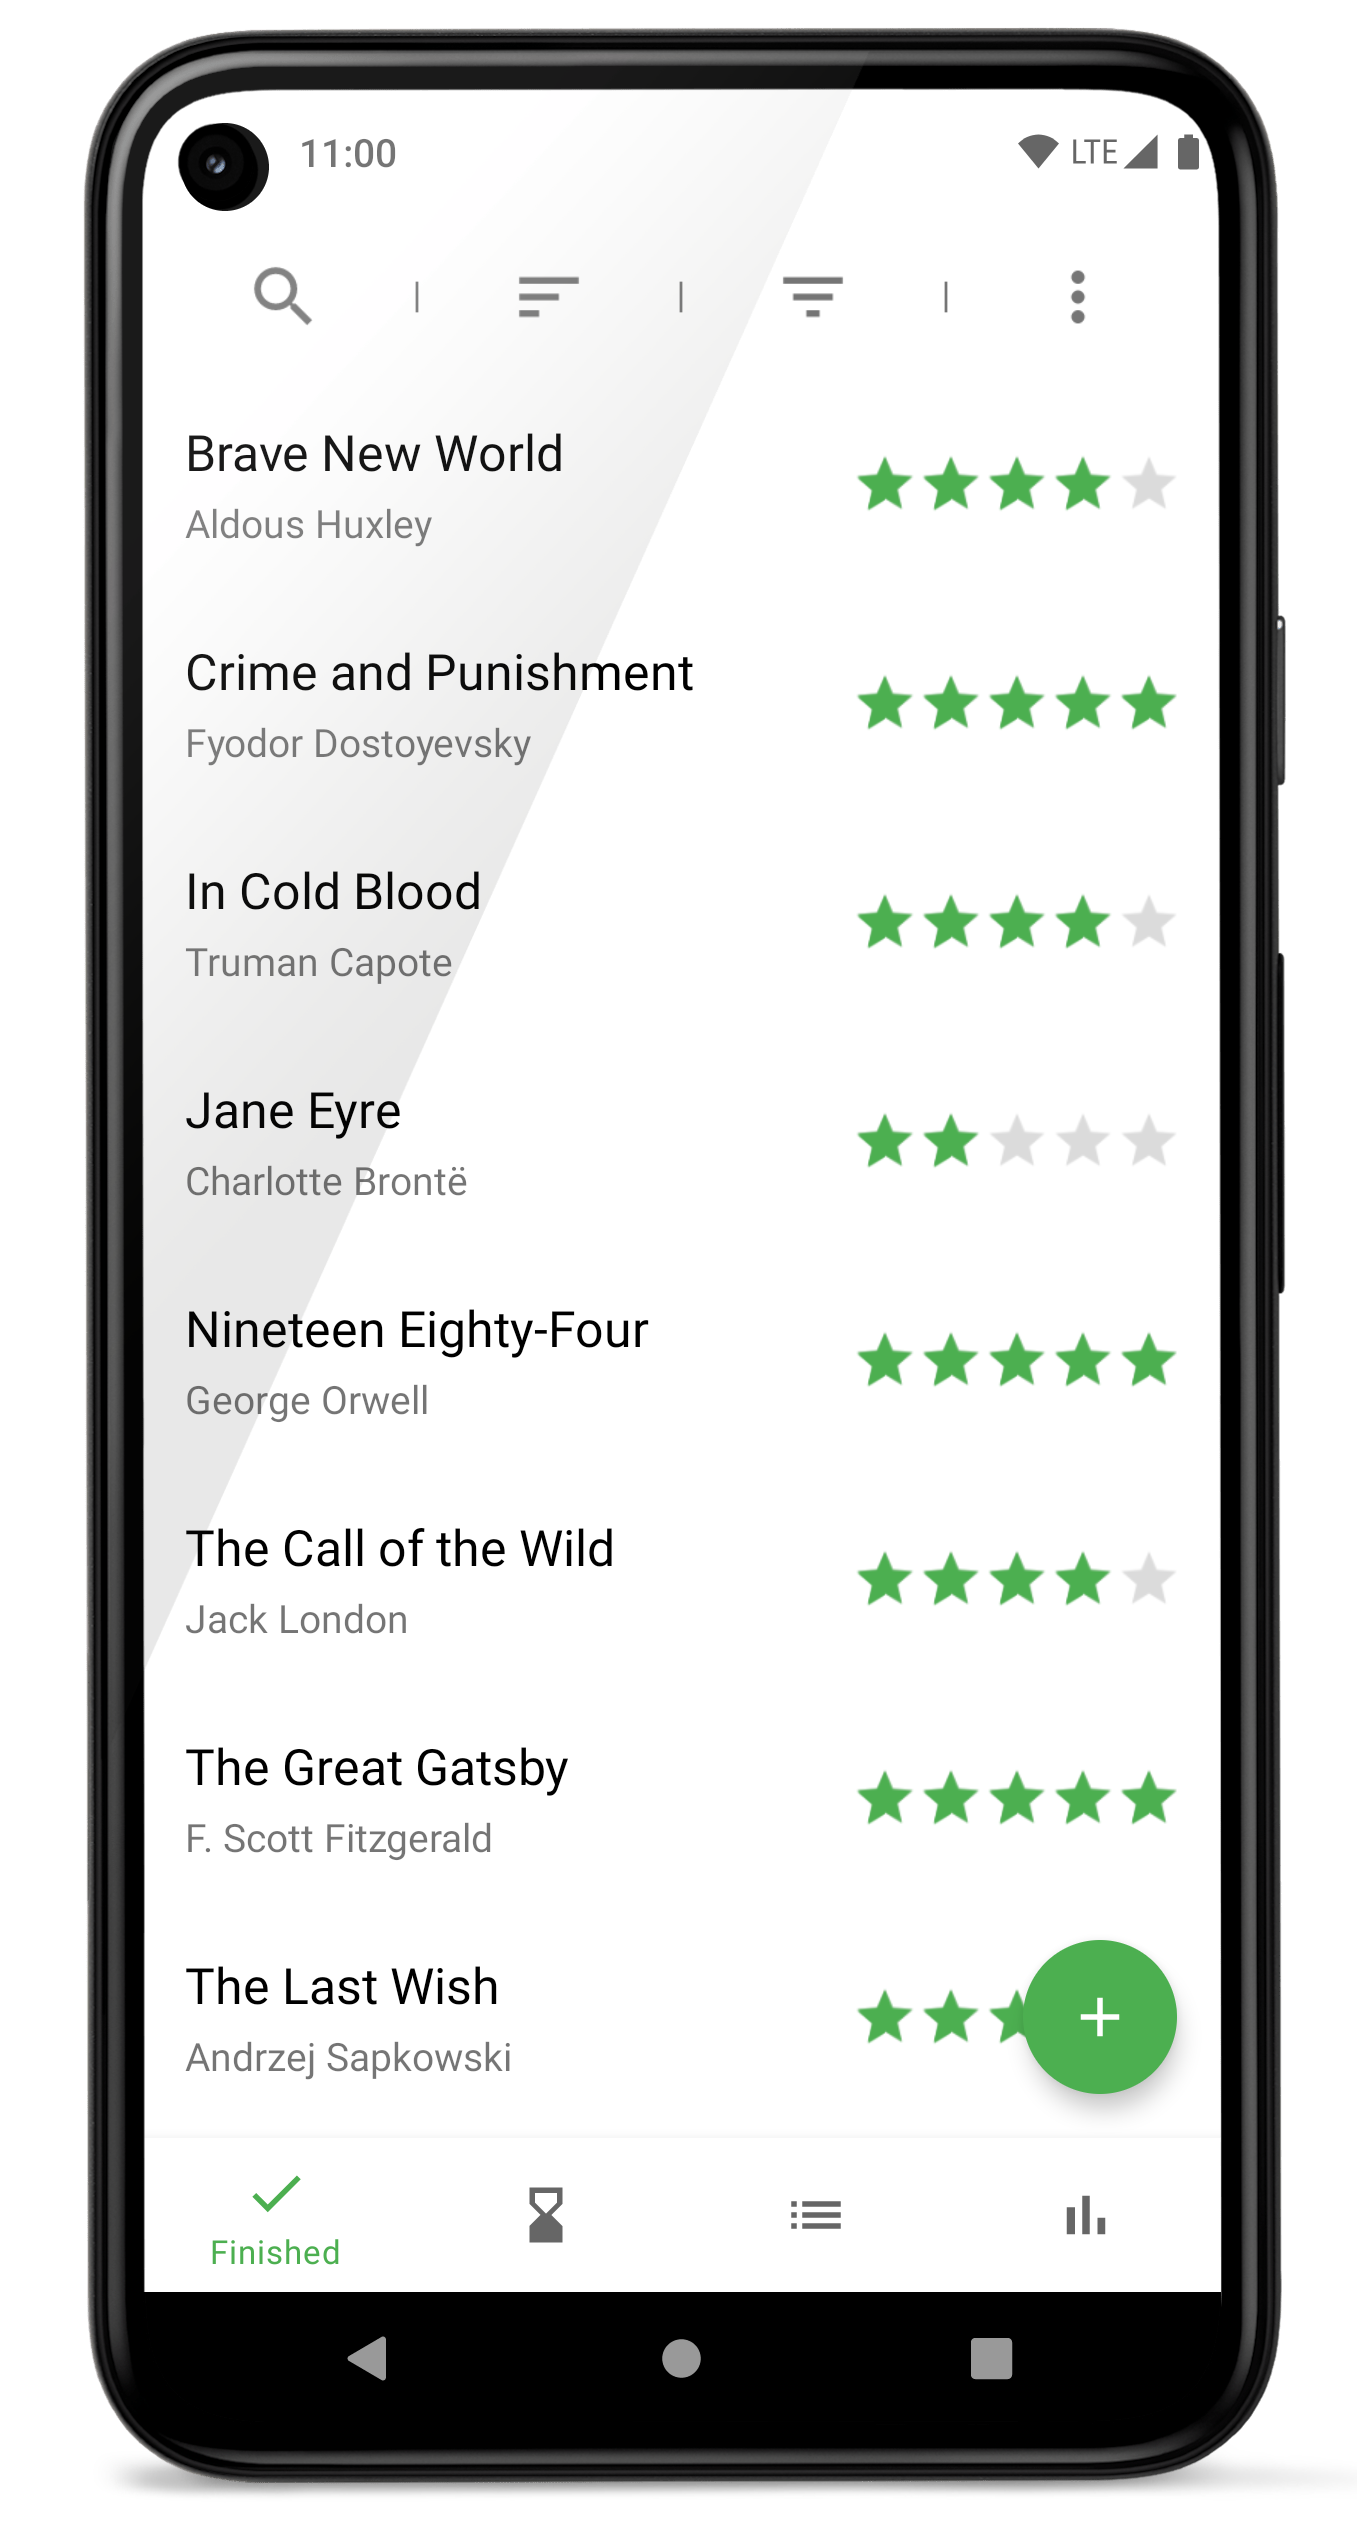 11:00
LTE
Brave New World
Aldous Huxley
Crime and Punishment
Fyodor Dostoyevsky
In Cold Blood
Truman Capote
Jane Eyre
Charlotte Brontë
Nineteen Eighty-Four
George Orwell
The Call of the Wild
Jack London
The Great Gatsby
F. Scott Fitzgerald
The Last Wish
Andrzej Sapkowski
Finished